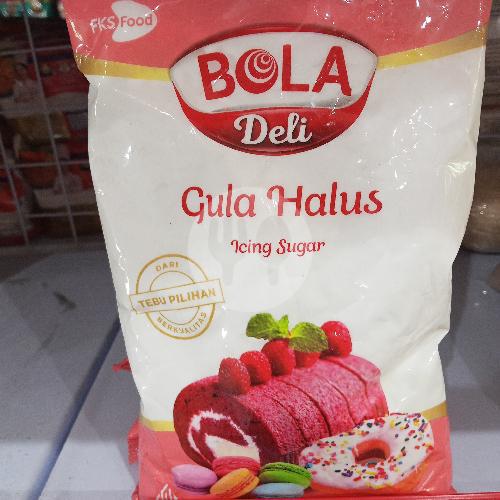 FKS Food
BOLA
Deli
Gula Halus
Icing Sugar
DARI
TEBU PILIHAN
BERKUALITAS